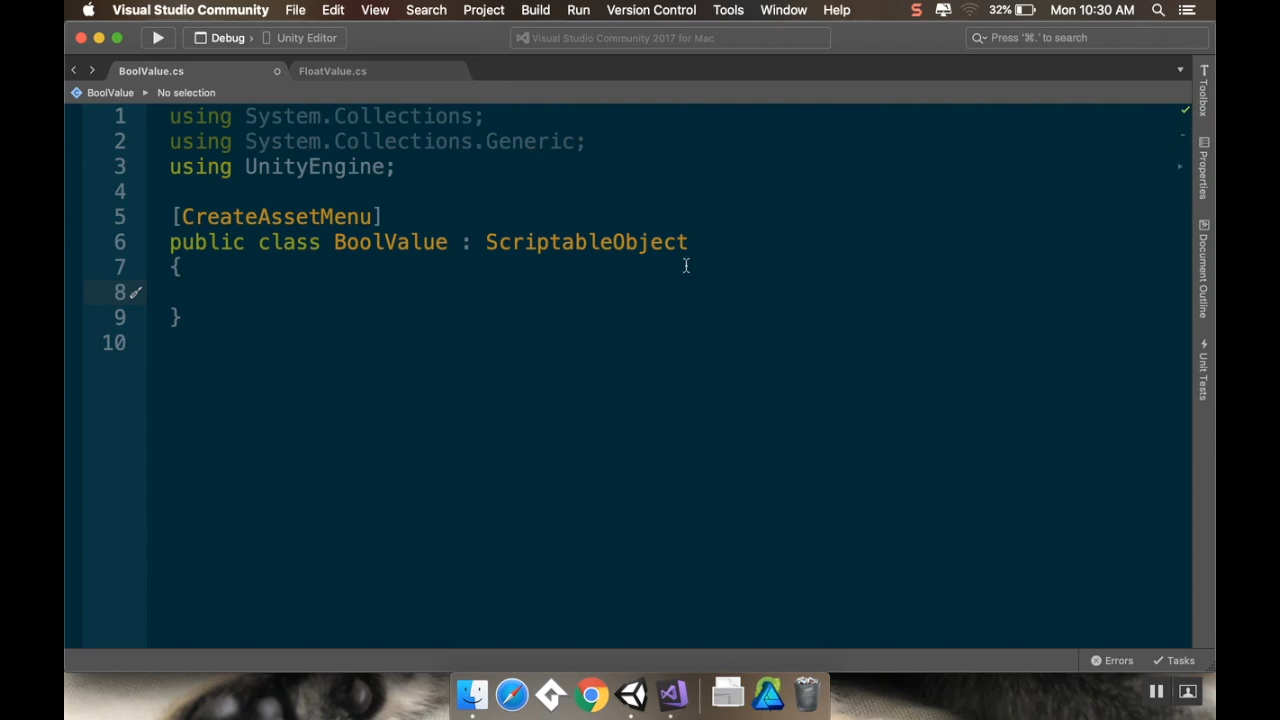 Visual Studio Community File Edit View Search Project Build Run Version Control Tools Window Help S 32% Mon 10:30 AM
Debug › Unity Editor Visual Studio Community 2017 for Mac Press '⌘.' to search
BoolValue.cs FloatValue.cs
BoolValue ▸ No selection
1 using System.Collections;
2 using System.Collections.Generic;
3 using UnityEngine;
4
5 [CreateAssetMenu]
6 public class BoolValue : ScriptableObject
7 {
8
9 }
10
Toolbox
Properties
Document Outline
Unit Tests
Errors Tasks